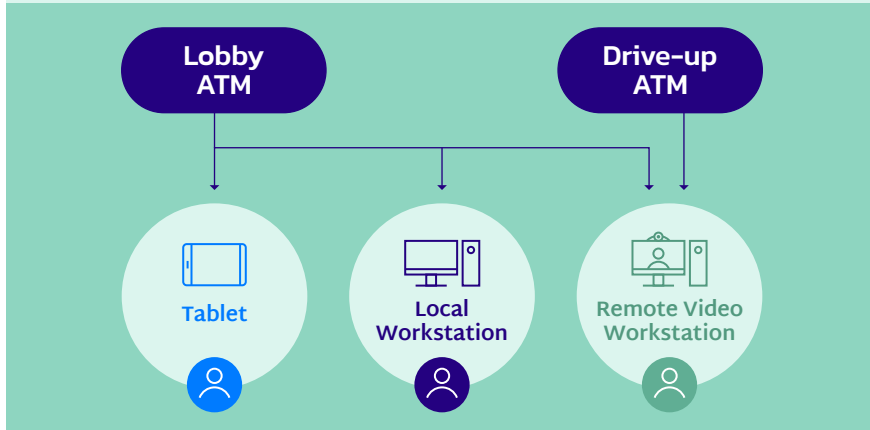 Lobby
ATM
Drive-up
ATM
Tablet
Local
Workstation
Remote Video
Workstation